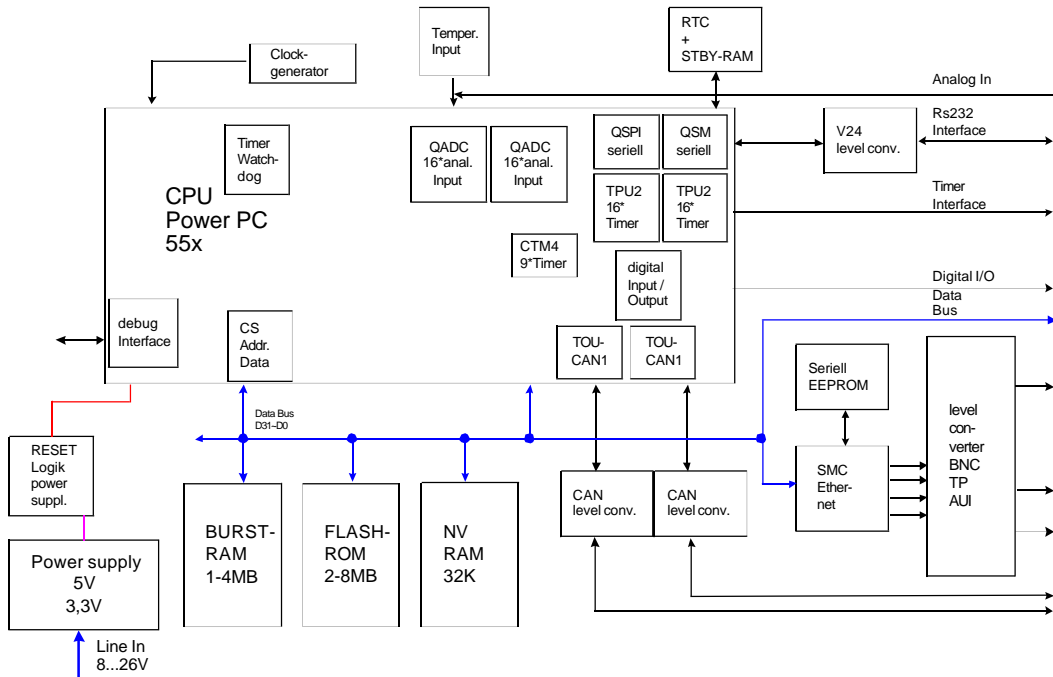 RTC
+
STBY-RAM
Temper.
Input
Clock-
generator
Analog In
Rs232
Interface
V24
level conv.
Timer
Watch-
dog
QADC
16*anal.
Input
QADC
16*anal.
Input
QSPI
seriell
QSM
seriell
CPU
Power PC
55x
TPU2
16*
Timer
TPU2
16*
Timer
Timer
Interface
CTM4
9*Timer
digital
Input /
Output
Digital I/O
Data
Bus
debug
Interface
CS
Addr.
Data
TOU-
CAN1
TOU-
CAN1
Seriell
EEPROM
level
con-
verter
BNC
TP
AUI
Data Bus
D31–D0
RESET
Logik
power
suppl.
SMC
Ether-
net
CAN
level conv.
CAN
level conv.
BURST-
RAM
1-4MB
FLASH-
ROM
2-8MB
NV
RAM
32K
Power supply
5V
3,3V
Line In
8...26V